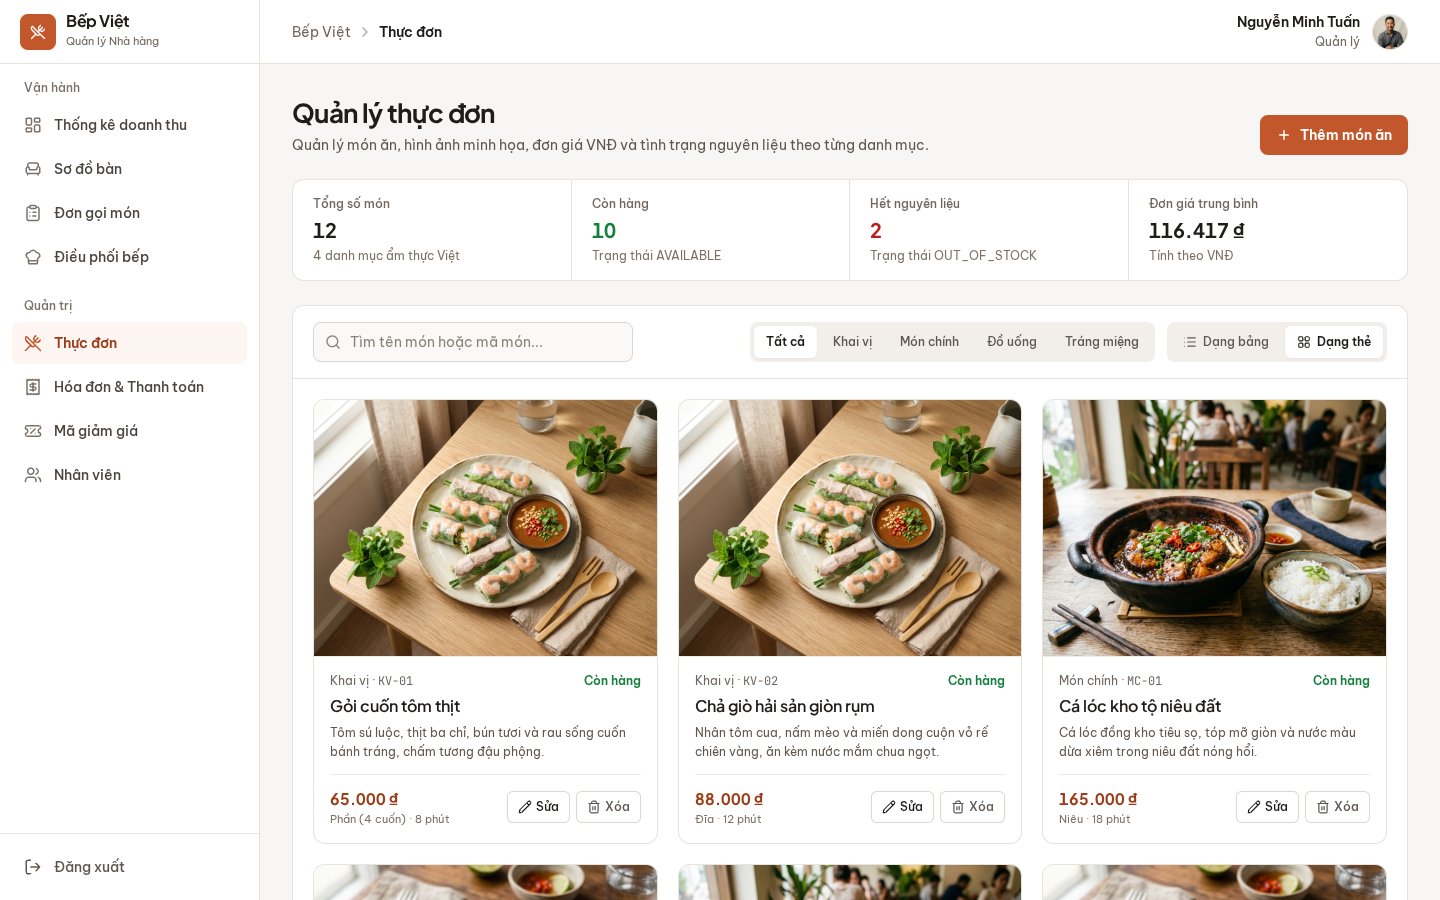 Bếp Việt
Quản lý Nhà hàng
Bếp Việt
Thực đơn
Nguyễn Minh Tuấn
Quản lý
Vận hành
Thống kê doanh thu
Sơ đồ bàn
Đơn gọi món
Điều phối bếp
Quản trị
Thực đơn
Hóa đơn & Thanh toán
Mã giảm giá
Nhân viên
Đăng xuất
Quản lý thực đơn
Quản lý món ăn, hình ảnh minh họa, đơn giá VNĐ và tình trạng nguyên liệu theo từng danh mục.
Thêm món ăn
Tổng số món
12
4 danh mục ẩm thực Việt
Còn hàng
10
Trạng thái AVAILABLE
Hết nguyên liệu
2
Trạng thái OUT_OF_STOCK
Đơn giá trung bình
116.417 ₫
Tính theo VNĐ
Tìm tên món hoặc mã món...
Tất cả
Khai vị
Món chính
Đồ uống
Tráng miệng
Dạng bảng
Dạng thẻ
Khai vị · KV-01
Còn hàng
Gỏi cuốn tôm thịt
Tôm sú luộc, thịt ba chỉ, bún tươi và rau sống cuốn
bánh tráng, chấm tương đậu phộng.
65.000 ₫
Phần (4 cuốn) · 8 phút
Sửa
Xóa
Khai vị · KV-02
Còn hàng
Chả giò hải sản giòn rụm
Nhân tôm cua, nấm mèo và miến dong cuộn vỏ rế
chiên vàng, ăn kèm nước mắm chua ngọt.
88.000 ₫
Đĩa · 12 phút
Sửa
Xóa
Món chính · MC-01
Còn hàng
Cá lóc kho tộ niêu đất
Cá lóc đồng kho tiêu sọ, tóp mỡ giòn và nước màu
dừa xiêm trong niêu đất nóng hổi.
165.000 ₫
Niêu · 18 phút
Sửa
Xóa